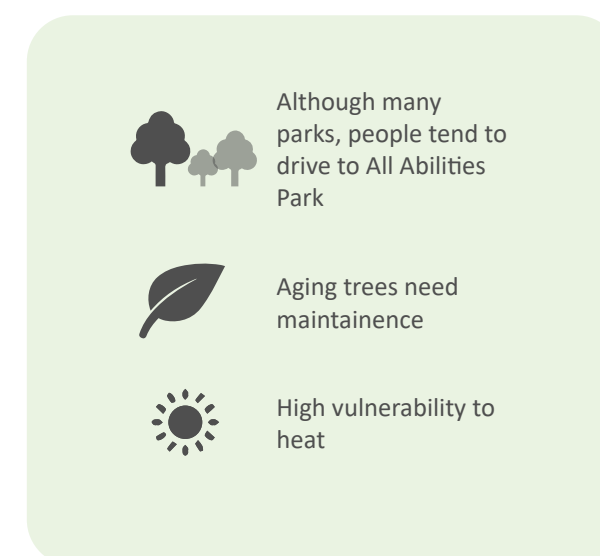 Although many
parks, people tend to
drive to All Abilities
Park
Aging trees need
maintainence
High vulnerability to
heat